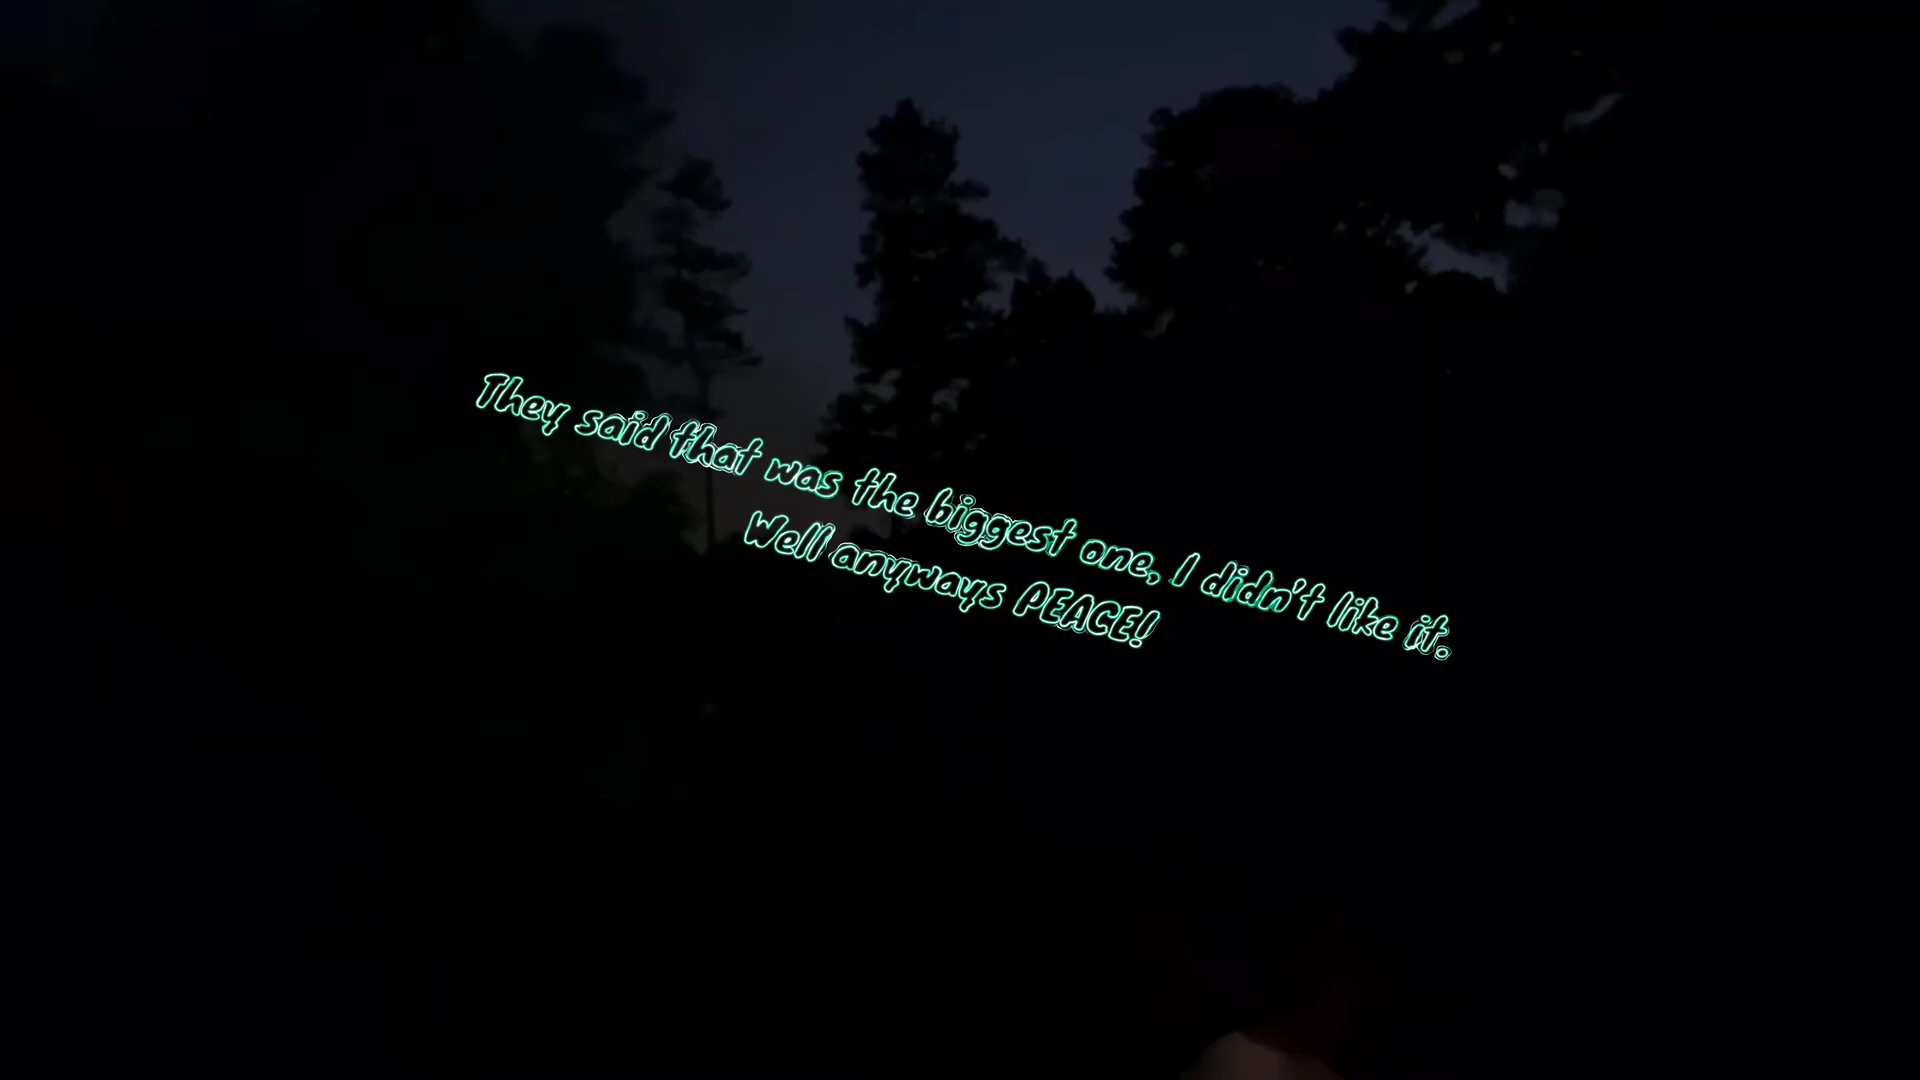 They said that was the biggest one, I didn't like it.
Well anyways PEACE!